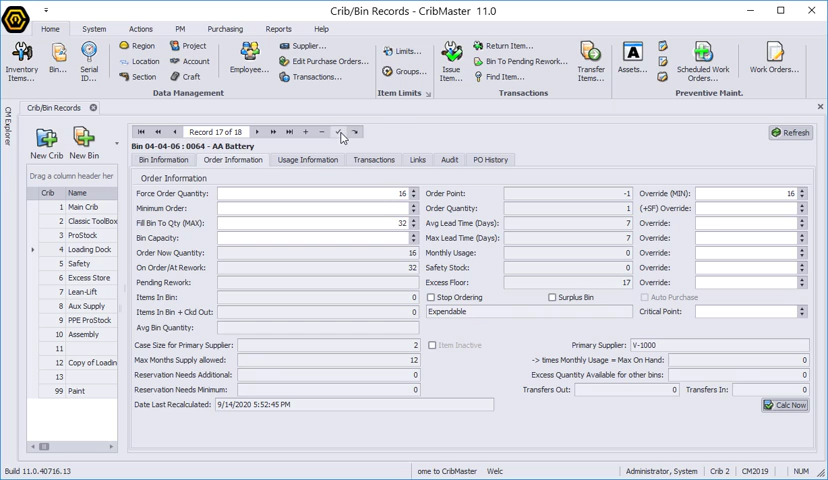 Crib/Bin Records - CribMaster 11.0
Home System Actions PM Purchasing Reports Help
Inventory Items... Bin... Serial ID... Region Location Section Project Account Craft Employee... Supplier... Edit Purchase Orders... Transactions... Limits... Groups... Issue Item... Return Item... Bin To Pending Rework... Find Item... Transfer Items... Assets... Scheduled Work Orders... Work Orders...
Data Management Item Limits Transactions Preventive Maint.
CM Explorer
Crib/Bin Records
Record 17 of 18 Refresh
New Crib New Bin
Bin 04-04-06 : 0064 - AA Battery
Bin Information Order Information Usage Information Transactions Links Audit PO History
Drag a column header her
Crib Name
1 Main Crib
2 Classic ToolBox
3 ProStock
4 Loading Dock
5 Safety
6 Excess Store
7 Lean-Lift
8 Aux Supply
9 PPE ProStock
10 Assembly
11
12 Copy of Loadin
13
99 Paint
Order Information
Force Order Quantity: 16 Order Point: -1 Override (MIN): 16
Minimum Order: Order Quantity: 1 (+SF) Override:
Fill Bin To Qty (MAX): 32 Avg Lead Time (Days): 7 Override:
Bin Capacity: Max Lead Time (Days): 7 Override:
Order Now Quantity: 16 Monthly Usage: 0 Override:
On Order/At Rework: 32 Safety Stock: 0 Override:
Pending Rework: Excess Floor: 17 Override:
Items In Bin: 0 Stop Ordering Surplus Bin Auto Purchase
Items In Bin + Ckd Out: 0 Expendable Critical Point:
Avg Bin Quantity:
Case Size for Primary Supplier: 2 Item Inactive Primary Supplier: V-1000
Max Months Supply allowed: 12 -> times Monthly Usage = Max On Hand: 0
Reservation Needs Additional: 0 Excess Quantity Available for other bins: 0
Reservation Needs Minimum: 0 Transfers Out: 0 Transfers In: 0
Date Last Recalculated: 9/14/2020 5:52:45 PM Calc Now
Build 11.0.40716.13 ome to CribMaster Welc Administrator, System Crib 2 CM2019 NUM